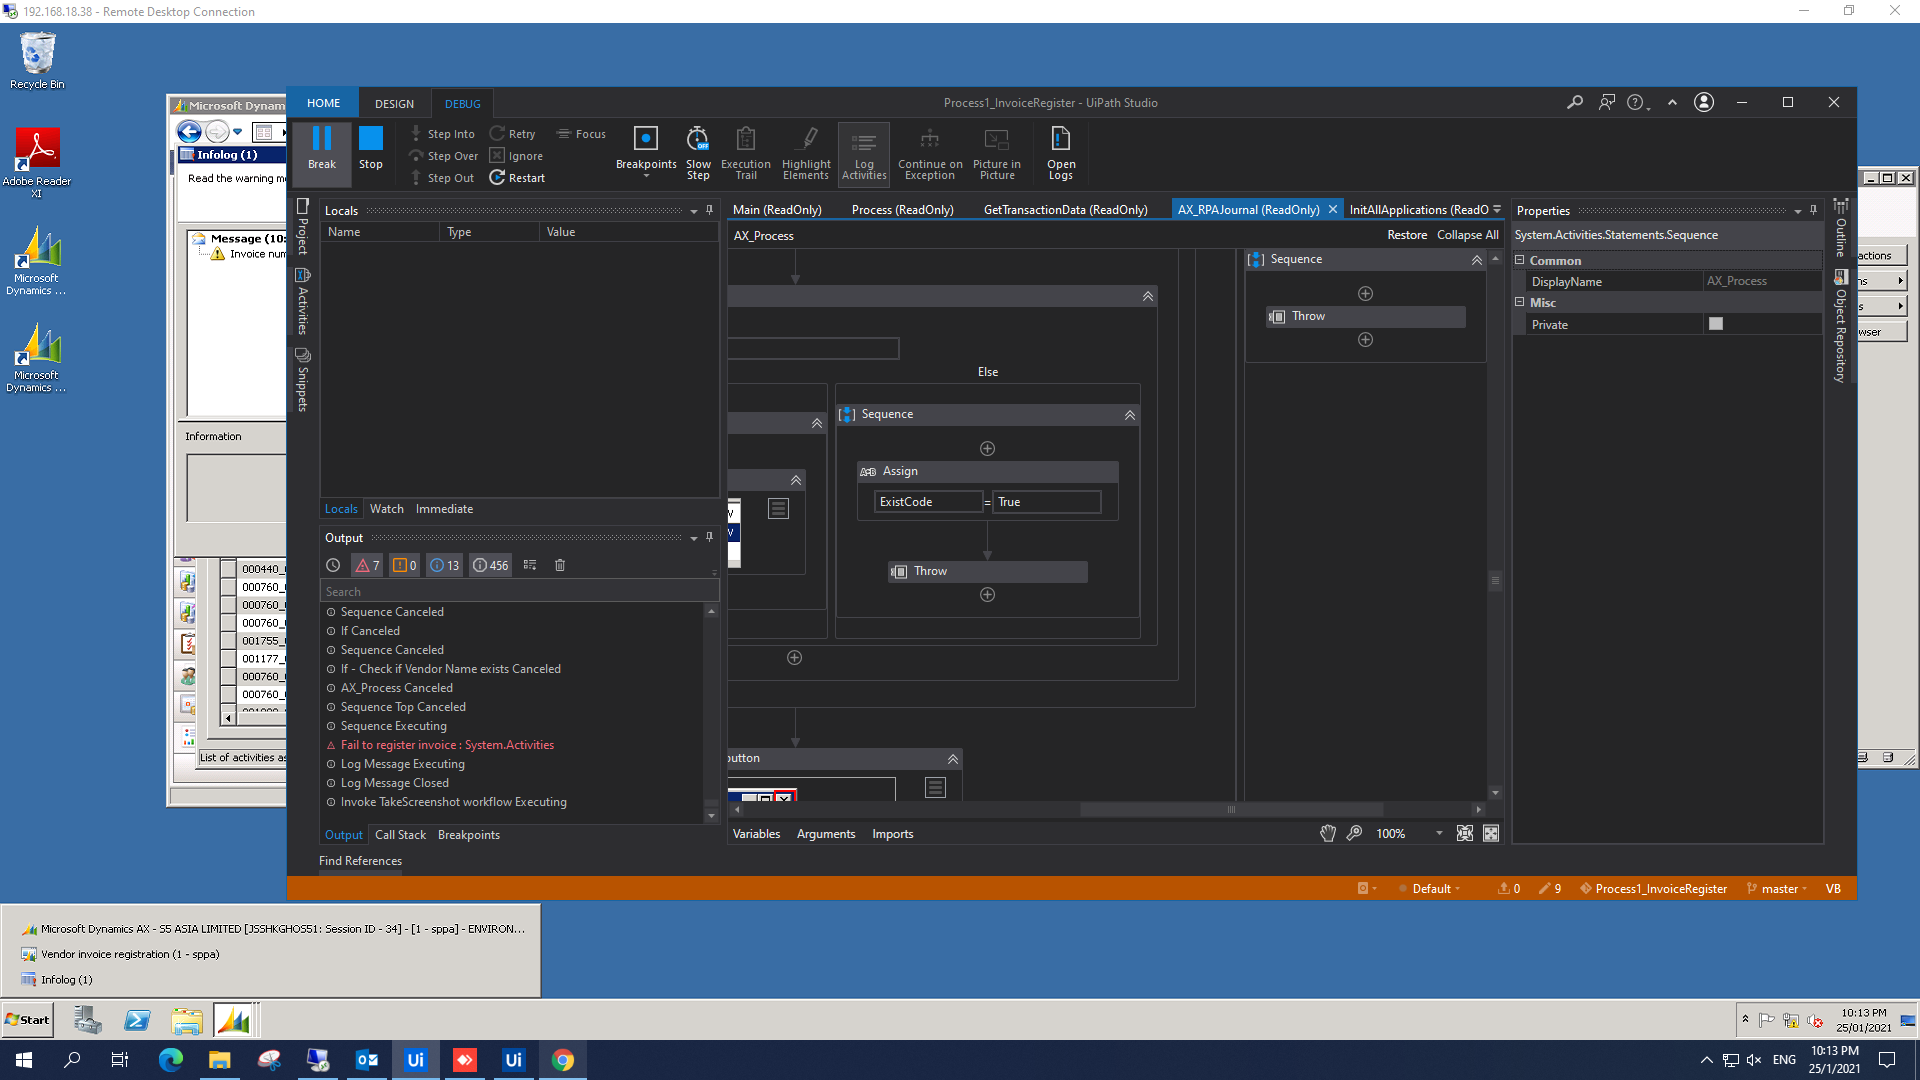 192.168.18.38 - Remote Desktop Connection
Recycle Bin
Adobe Reader
XI
Microsoft
Dynamics ...
Microsoft
Dynamics ...
Microsoft Dynam
Infolog (1)
Read the warning me
Message (10:
Invoice num
Information
000440_
000760_
000760_
000760_
001755_
001177_
000760_
000760_
List of activities as
HOME
DESIGN
DEBUG
Process1_InvoiceRegister - UiPath Studio
Break
Stop
Step Into
Step Over
Step Out
Retry
Ignore
Restart
Focus
Breakpoints
Slow
Step
Execution
Trail
Highlight
Elements
Log
Activities
Continue on
Exception
Picture in
Picture
Open
Logs
Project
Activities
Snippets
Locals
Name Type Value
Locals Watch Immediate
Output
7 0 13 456
Search
Sequence Canceled
If Canceled
Sequence Canceled
If - Check if Vendor Name exists Canceled
AX_Process Canceled
Sequence Top Canceled
Sequence Executing
Fail to register invoice : System.Activities
Log Message Executing
Log Message Closed
Invoke TakeScreenshot workflow Executing
Output Call Stack Breakpoints
Find References
Main (ReadOnly) Process (ReadOnly) GetTransactionData (ReadOnly) AX_RPAJournal (ReadOnly) InitAllApplications (ReadO
AX_Process
Restore Collapse All
Else
Sequence
Assign
ExistCode = True
Throw
Sequence
Throw
button
Variables Arguments Imports
100%
Properties
System.Activities.Statements.Sequence
Common
DisplayName AX_Process
Misc
Private
Outline
Object Repository
actions
ns
s
wser
Default 0 9 Process1_InvoiceRegister master VB
Microsoft Dynamics AX - S5 ASIA LIMITED [JSSHKGHOS51: Session ID - 34] - [1 - sppa] - ENVIRON...
Vendor invoice registration (1 - sppa)
Infolog (1)
Start
10:13 PM
25/01/2021
ENG
10:13 PM
25/1/2021